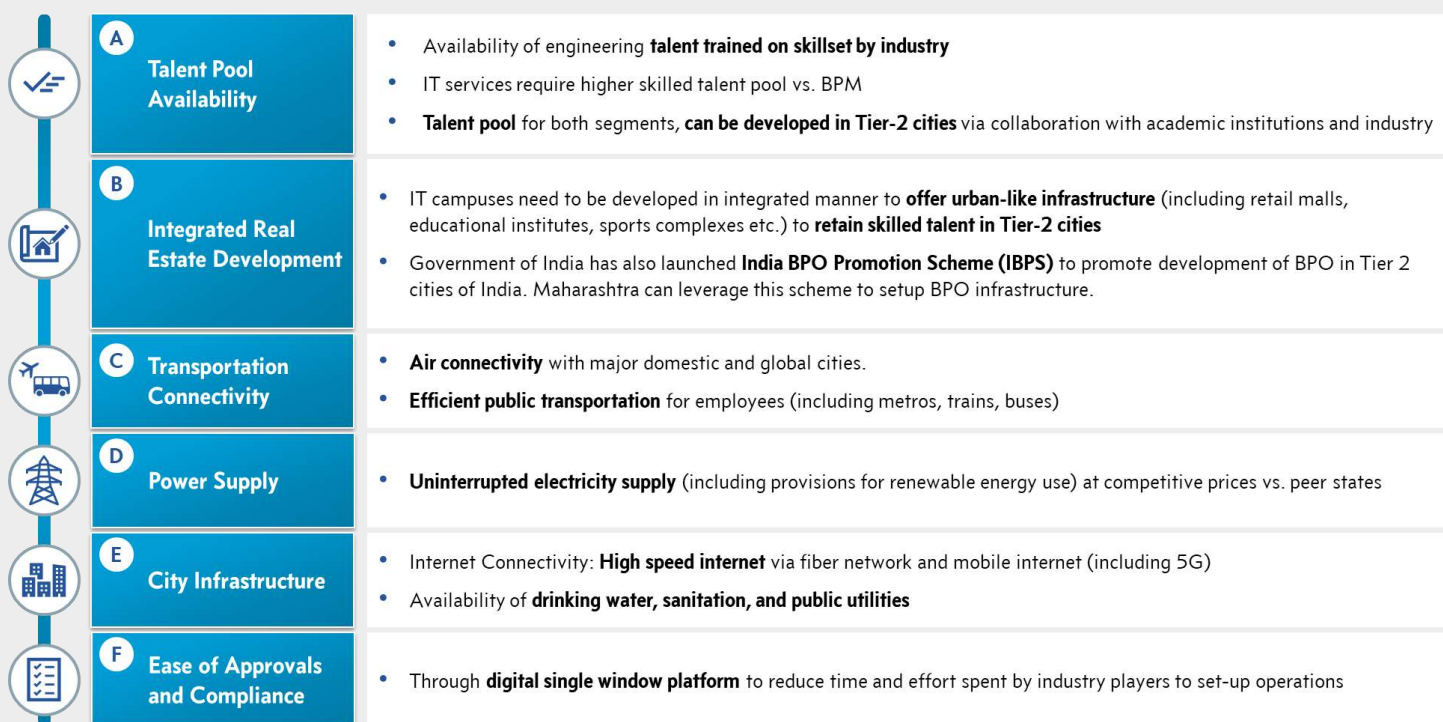 A
Talent Pool
Availability
• Availability of engineering talent trained on skillset by industry
• IT services require higher skilled talent pool vs. BPM
• Talent pool for both segments, can be developed in Tier-2 cities via collaboration with academic institutions and industry
B
Integrated Real
Estate Development
• IT campuses need to be developed in integrated manner to offer urban-like infrastructure (including retail malls,
educational institutes, sports complexes etc.) to retain skilled talent in Tier-2 cities
• Government of India has also launched India BPO Promotion Scheme (IBPS) to promote development of BPO in Tier 2
cities of India. Maharashtra can leverage this scheme to setup BPO infrastructure.
C
Transportation
Connectivity
• Air connectivity with major domestic and global cities.
• Efficient public transportation for employees (including metros, trains, buses)
D
Power Supply
• Uninterrupted electricity supply (including provisions for renewable energy use) at competitive prices vs. peer states
E
City Infrastructure
• Internet Connectivity: High speed internet via fiber network and mobile internet (including 5G)
• Availability of drinking water, sanitation, and public utilities
F
Ease of Approvals
and Compliance
• Through digital single window platform to reduce time and effort spent by industry players to set-up operations